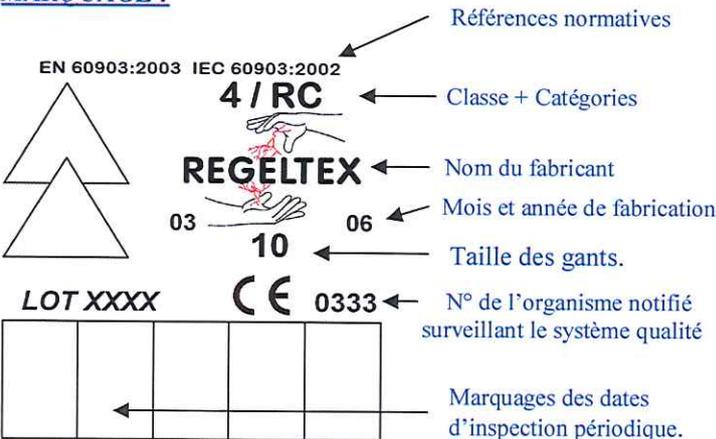 MARQUAGE :
Références normatives
EN 60903:2003 IEC 60903:2002
4 / RC
Classe + Catégories
REGELTEX
Nom du fabricant
03
06
Mois et année de fabrication
10
Taille des gants.
LOT XXXX
CE 0333
N° de l'organisme notifié
surveillant le système qualité
Marquages des dates
d'inspection périodique.